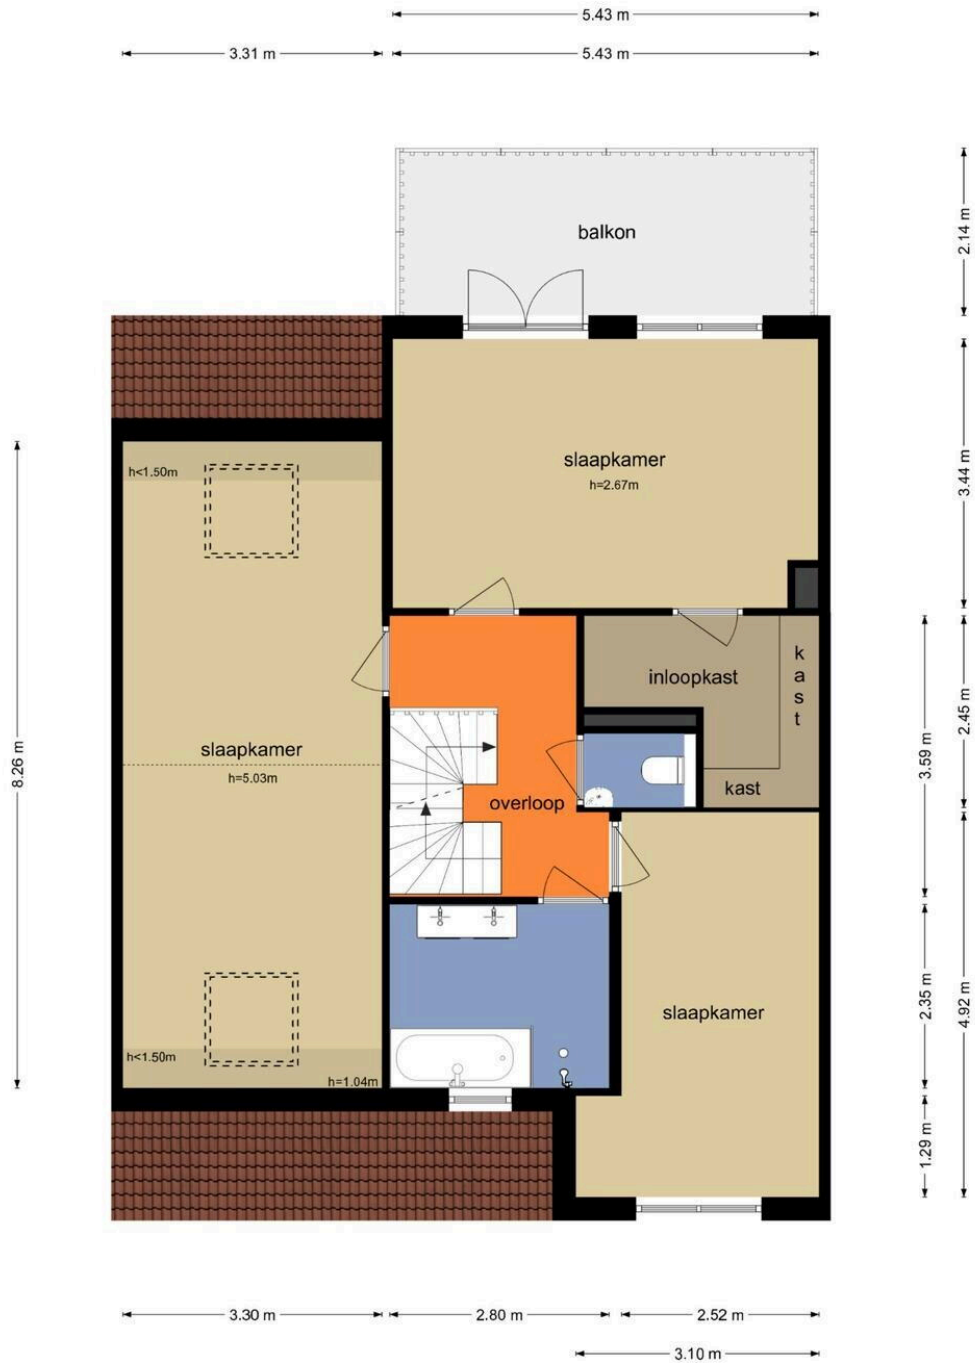 5.43 m
3.31 m
5.43 m
balkon
2.14 m
slaapkamer
h=2.67m
3.44 m
h<1.50m
inloopkast
k
a
s
t
kast
2.45 m
3.59 m
slaapkamer
h=5.03m
8.26 m
overloop
slaapkamer
2.35 m
4.92 m
h<1.50m
h=1.04m
1.29 m
3.30 m
2.80 m
2.52 m
3.10 m